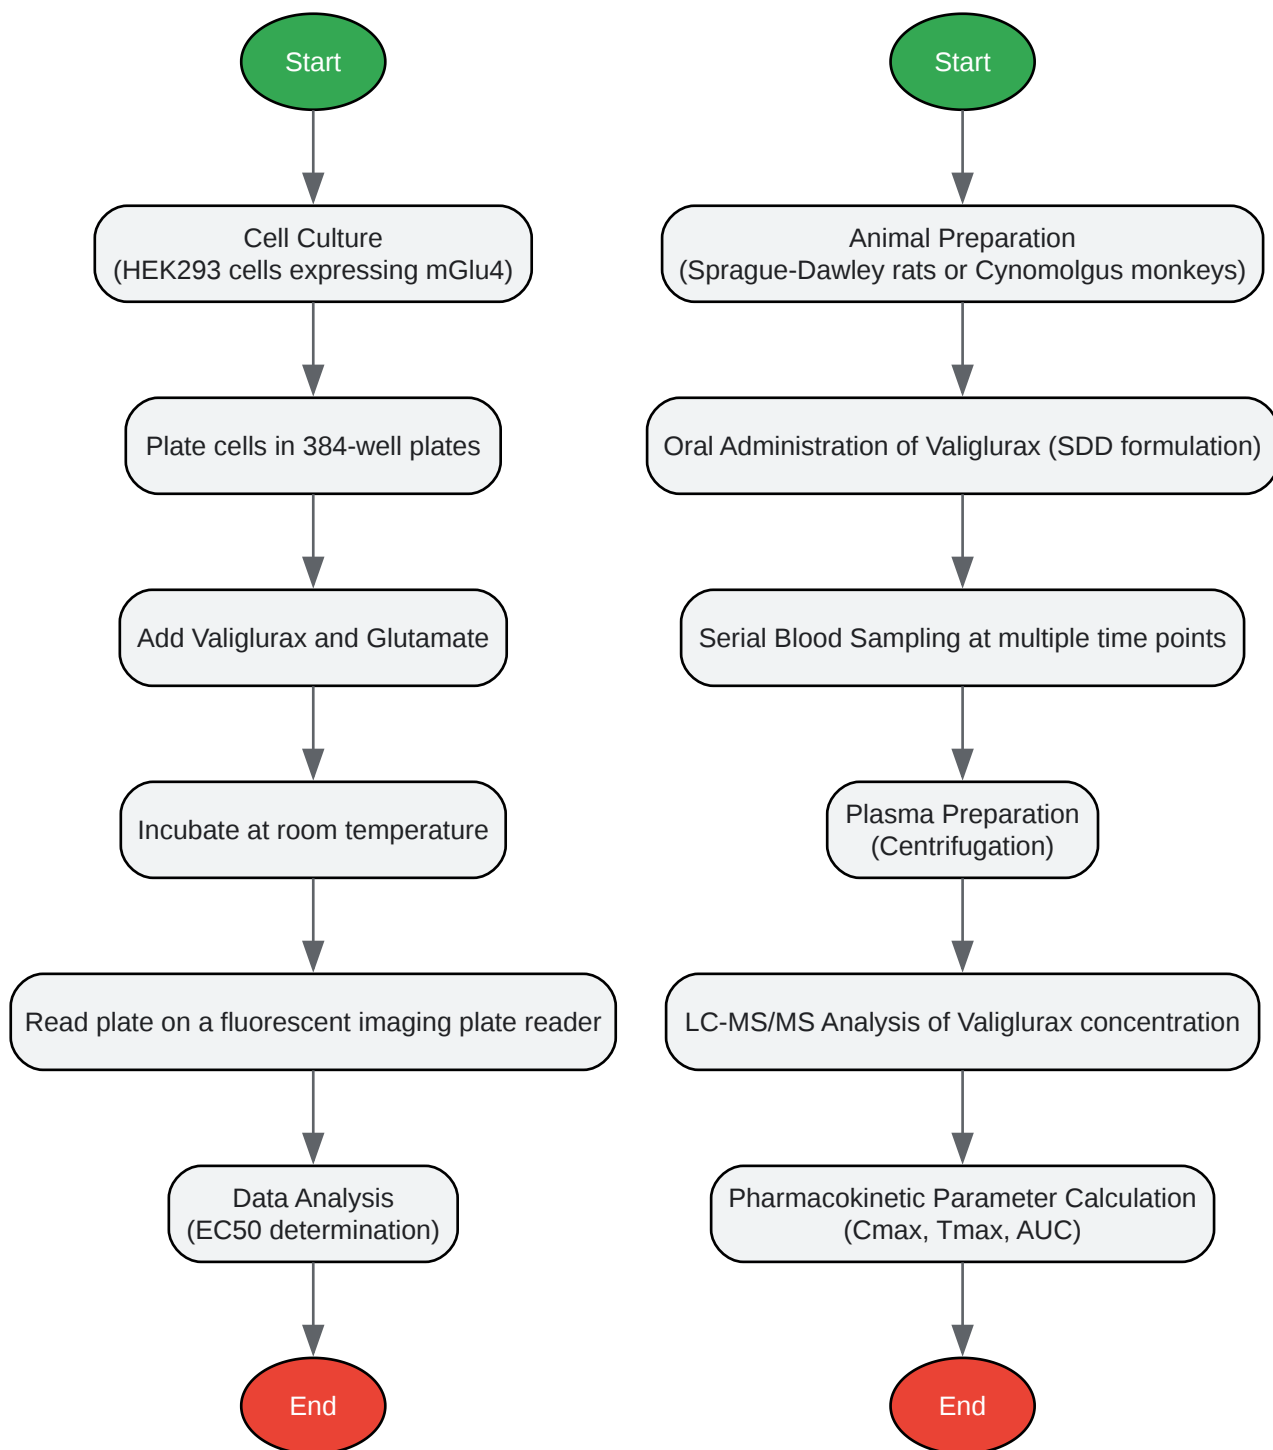 Start
Cell Culture
(HEK293 cells expressing mGlu4)
Plate cells in 384-well plates
Add Valiglurax and Glutamate
Incubate at room temperature
Read plate on a fluorescent imaging plate reader
Data Analysis
(EC50 determination)
End
Start
Animal Preparation
(Sprague-Dawley rats or Cynomolgus monkeys)
Oral Administration of Valiglurax (SDD formulation)
Serial Blood Sampling at multiple time points
Plasma Preparation
(Centrifugation)
LC-MS/MS Analysis of Valiglurax concentration
Pharmacokinetic Parameter Calculation
(Cmax, Tmax, AUC)
End